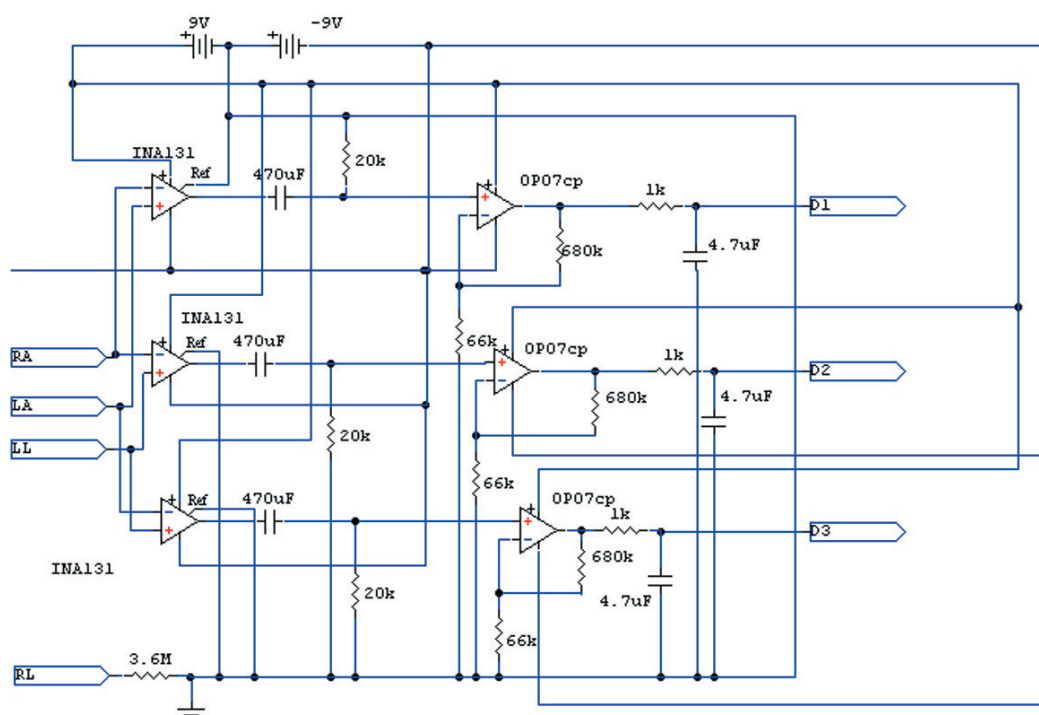 9V -9V
INA131 Ref 470uF 20k OP07cp 1k D1
680k 4.7uF
INA131 Ref 470uF 66k OP07cp 1k D2
RA
680k 4.7uF
LA
LL 20k
66k
Ref 470uF OP07cp 1k D3
INA131 680k
20k 4.7uF
66k
RL 3.6M